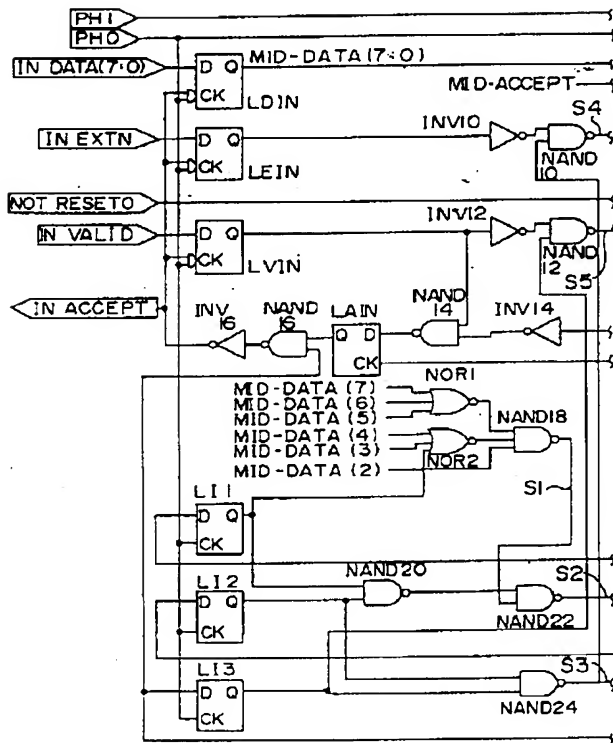 PH1
PH0
IN DATA(7:0)
D Q
MID-DATA(7:0)
CK
LDIN
MID-ACCEPT
S4
IN EXTN
D Q
CK
LEIN
INV10
NAND
10
NOT RESET0
IN VALID
D Q
CK
LVIN
INV12
NAND
12
S5
IN ACCEPT
INV
16
NAND
16
LAIN
Q D
CK
NAND
14
INV14
MID-DATA (7)
MID-DATA (6)
MID-DATA (5)
MID-DATA (4)
MID-DATA (3)
MID-DATA (2)
NOR1
NOR2
NAND18
S1
LI1
D Q
CK
NAND20
LI2
D Q
CK
NAND22
S2
LI3
D Q
CK
NAND24
S3